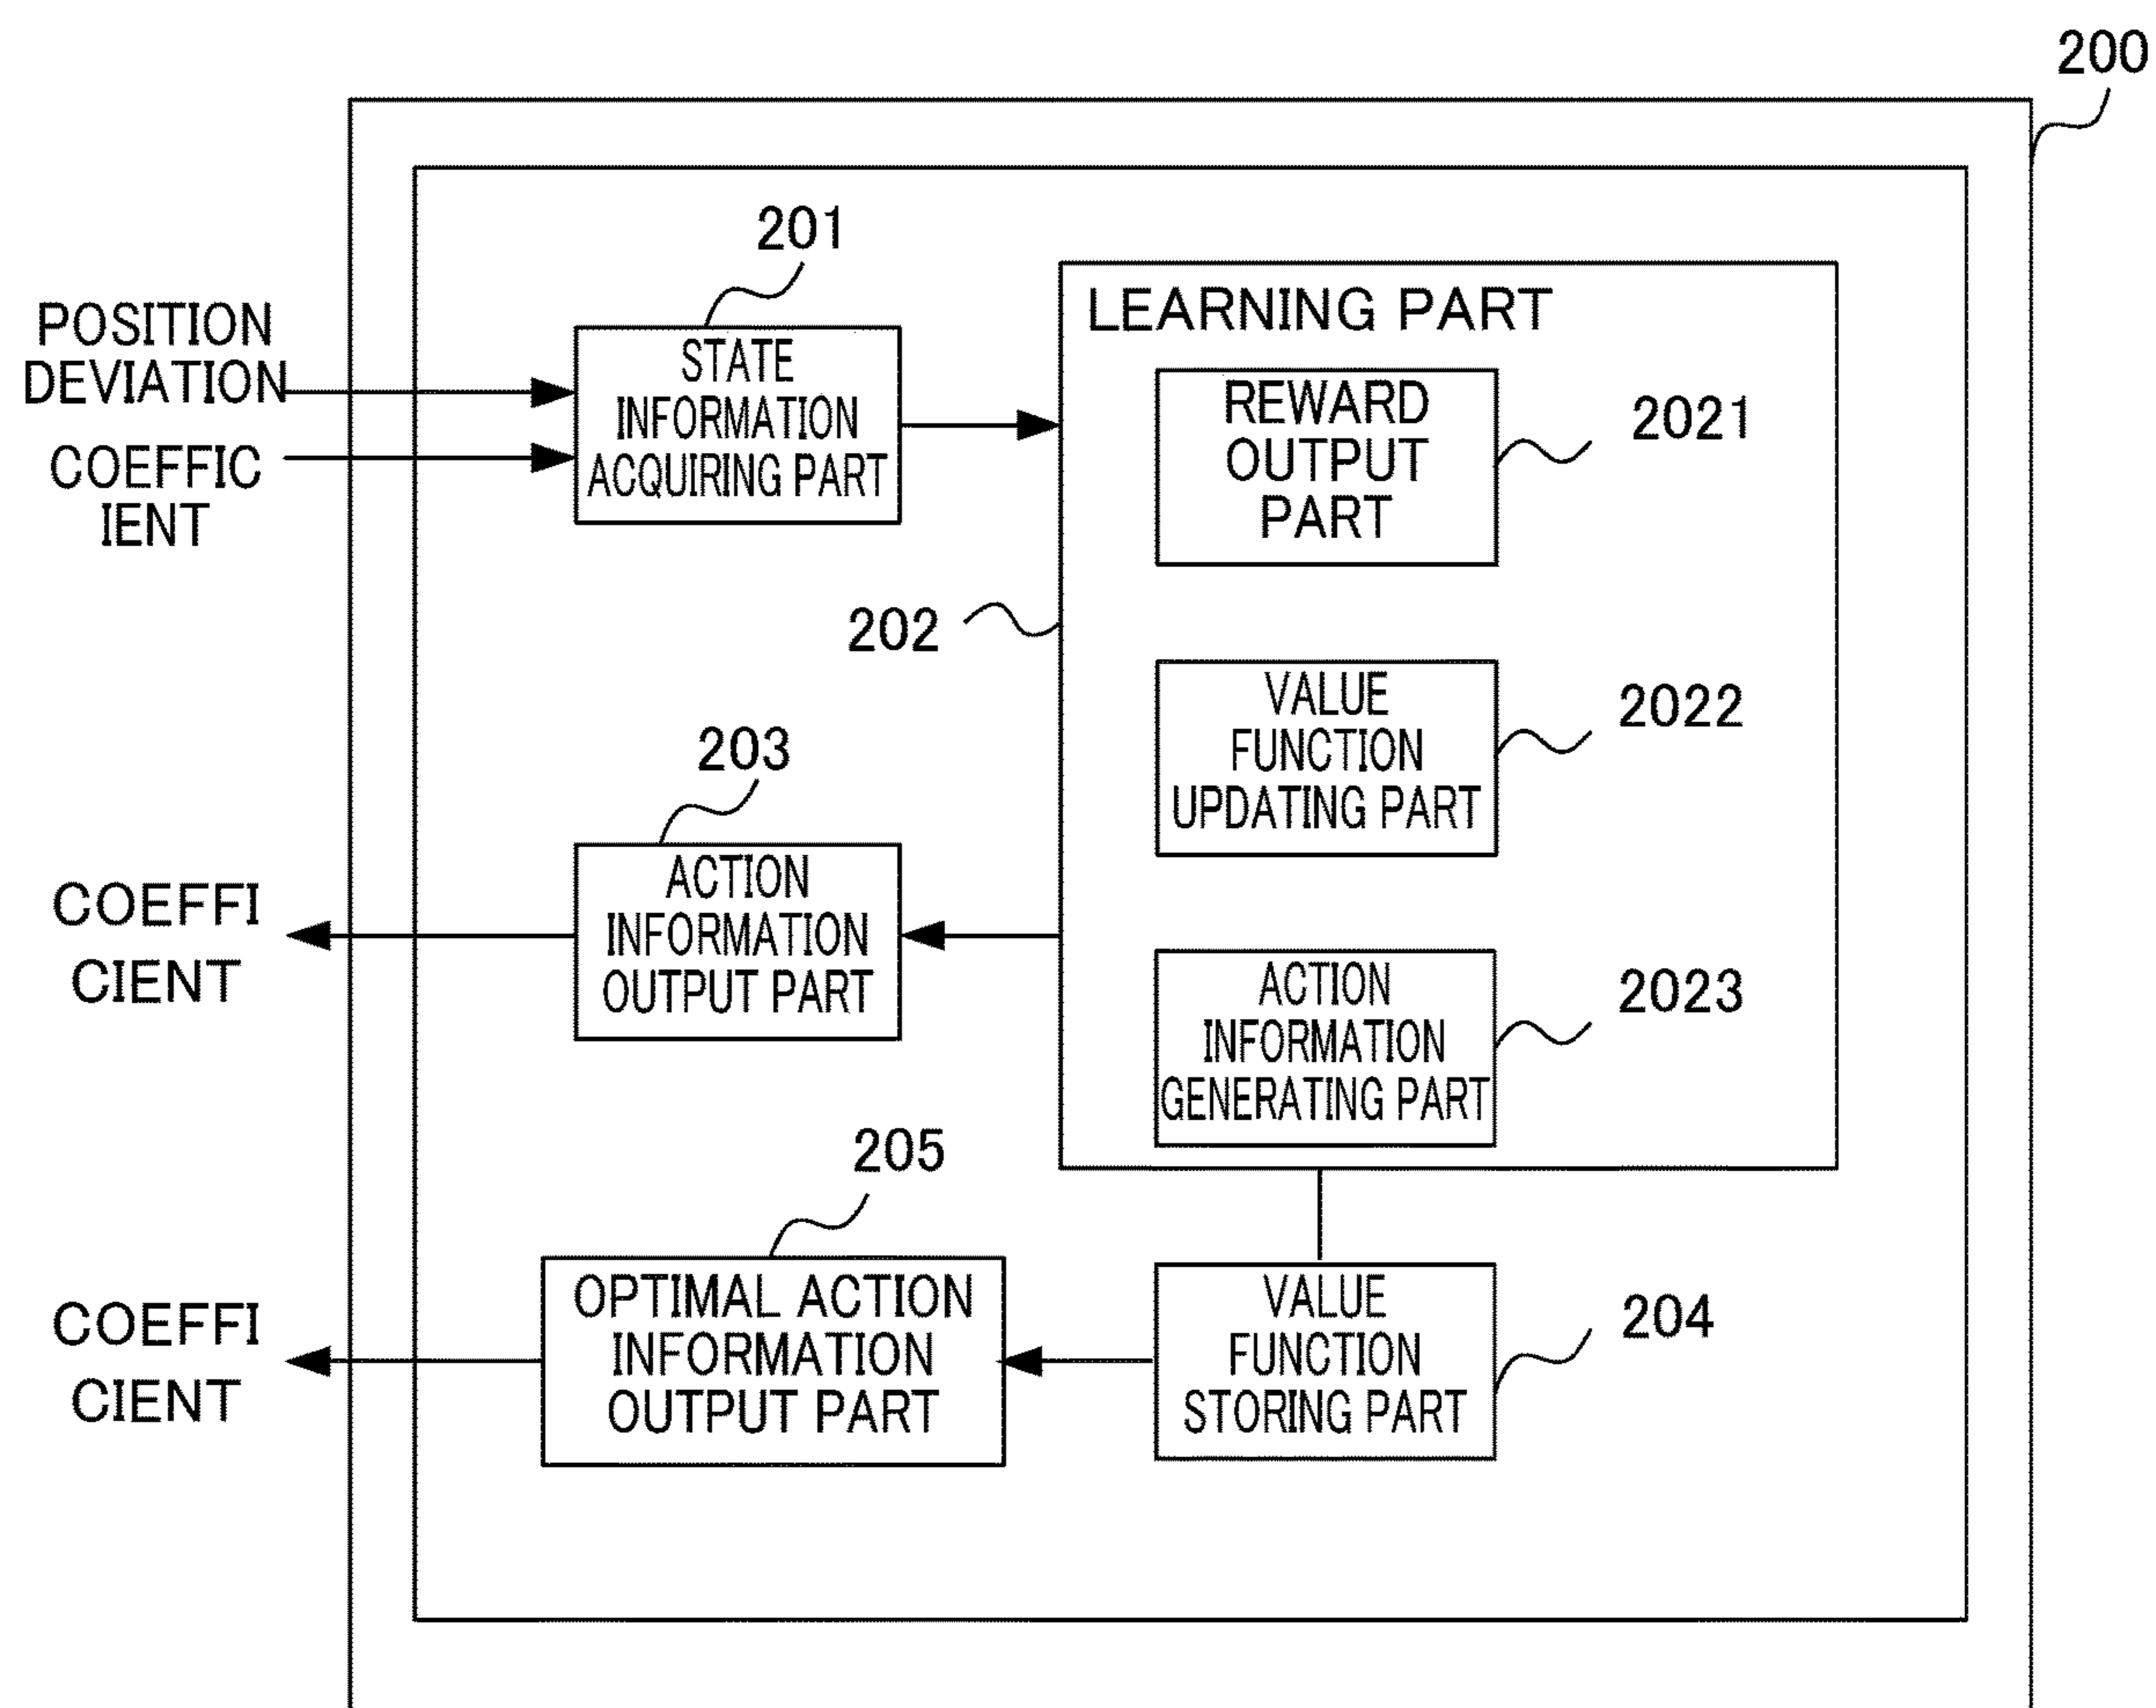 200
201
POSITION
DEVIATION
COEFFIC
IENT
STATE
INFORMATION
ACQUIRING PART
LEARNING PART
REWARD
OUTPUT
PART
2021
202
VALUE
FUNCTION
UPDATING PART
2022
203
COEFFI
CIENT
ACTION
INFORMATION
OUTPUT PART
ACTION
INFORMATION
GENERATING PART
2023
205
COEFFI
CIENT
OPTIMAL ACTION
INFORMATION
OUTPUT PART
VALUE
FUNCTION
STORING PART
204